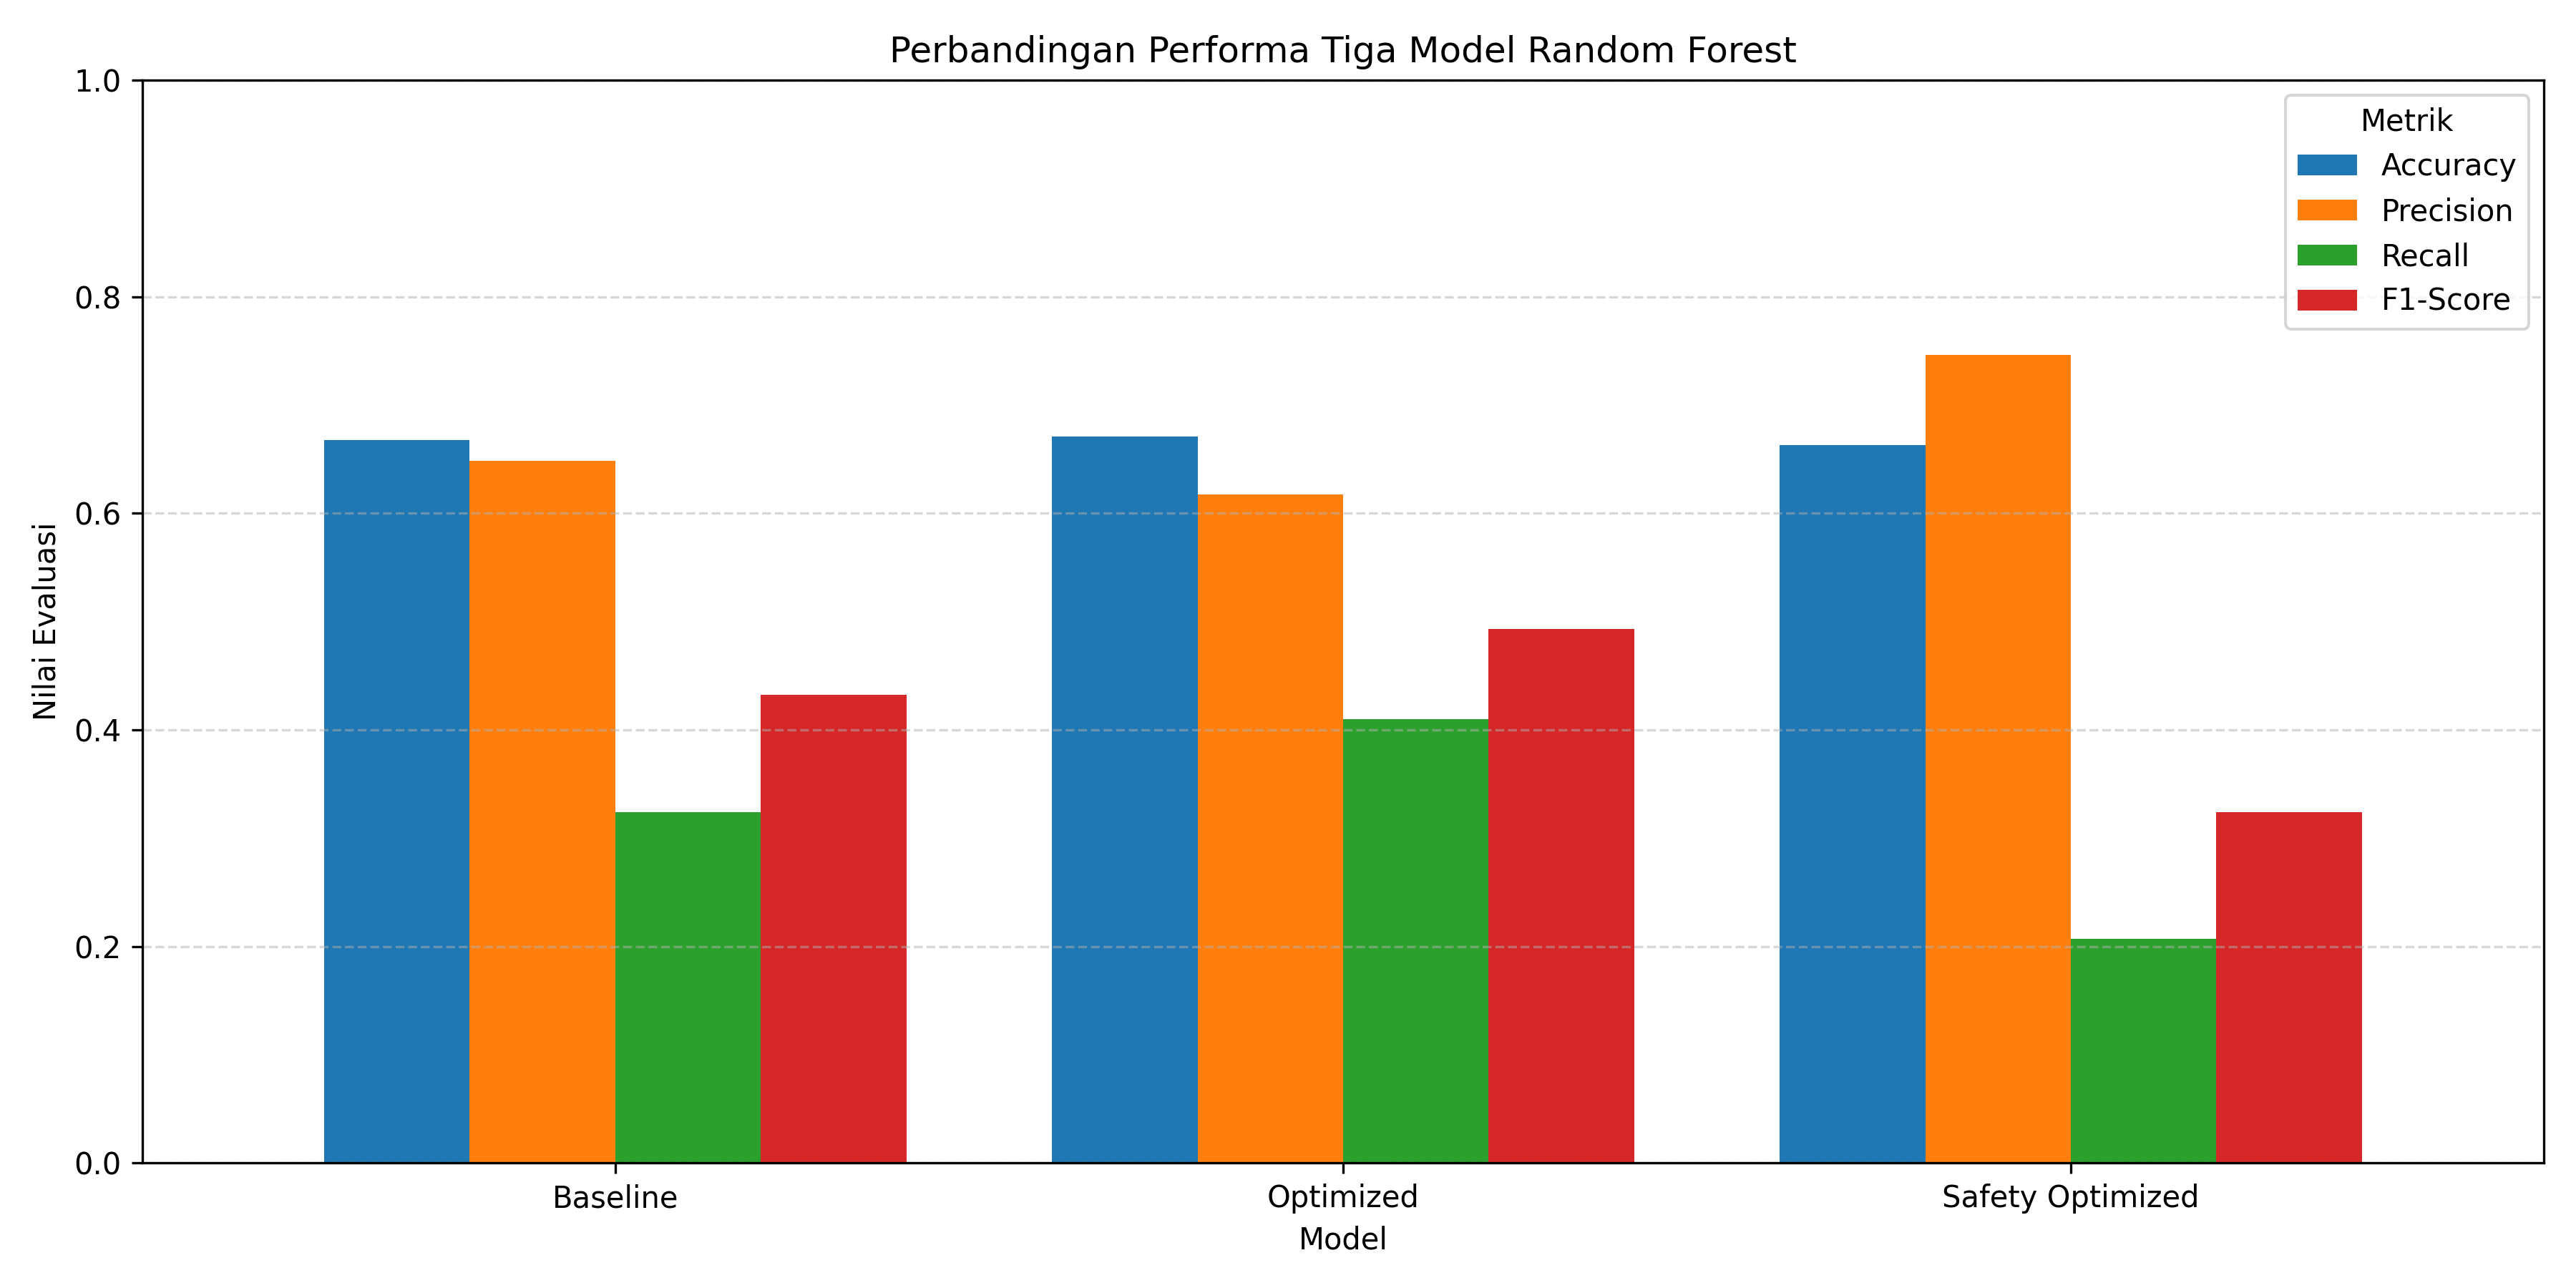 Perbandingan Performa Tiga Model Random Forest
Nilai Evaluasi
1.0
0.8
0.6
0.4
0.2
0.0
Metrik
Accuracy
Precision
Recall
F1-Score
Baseline
Optimized
Safety Optimized
Model